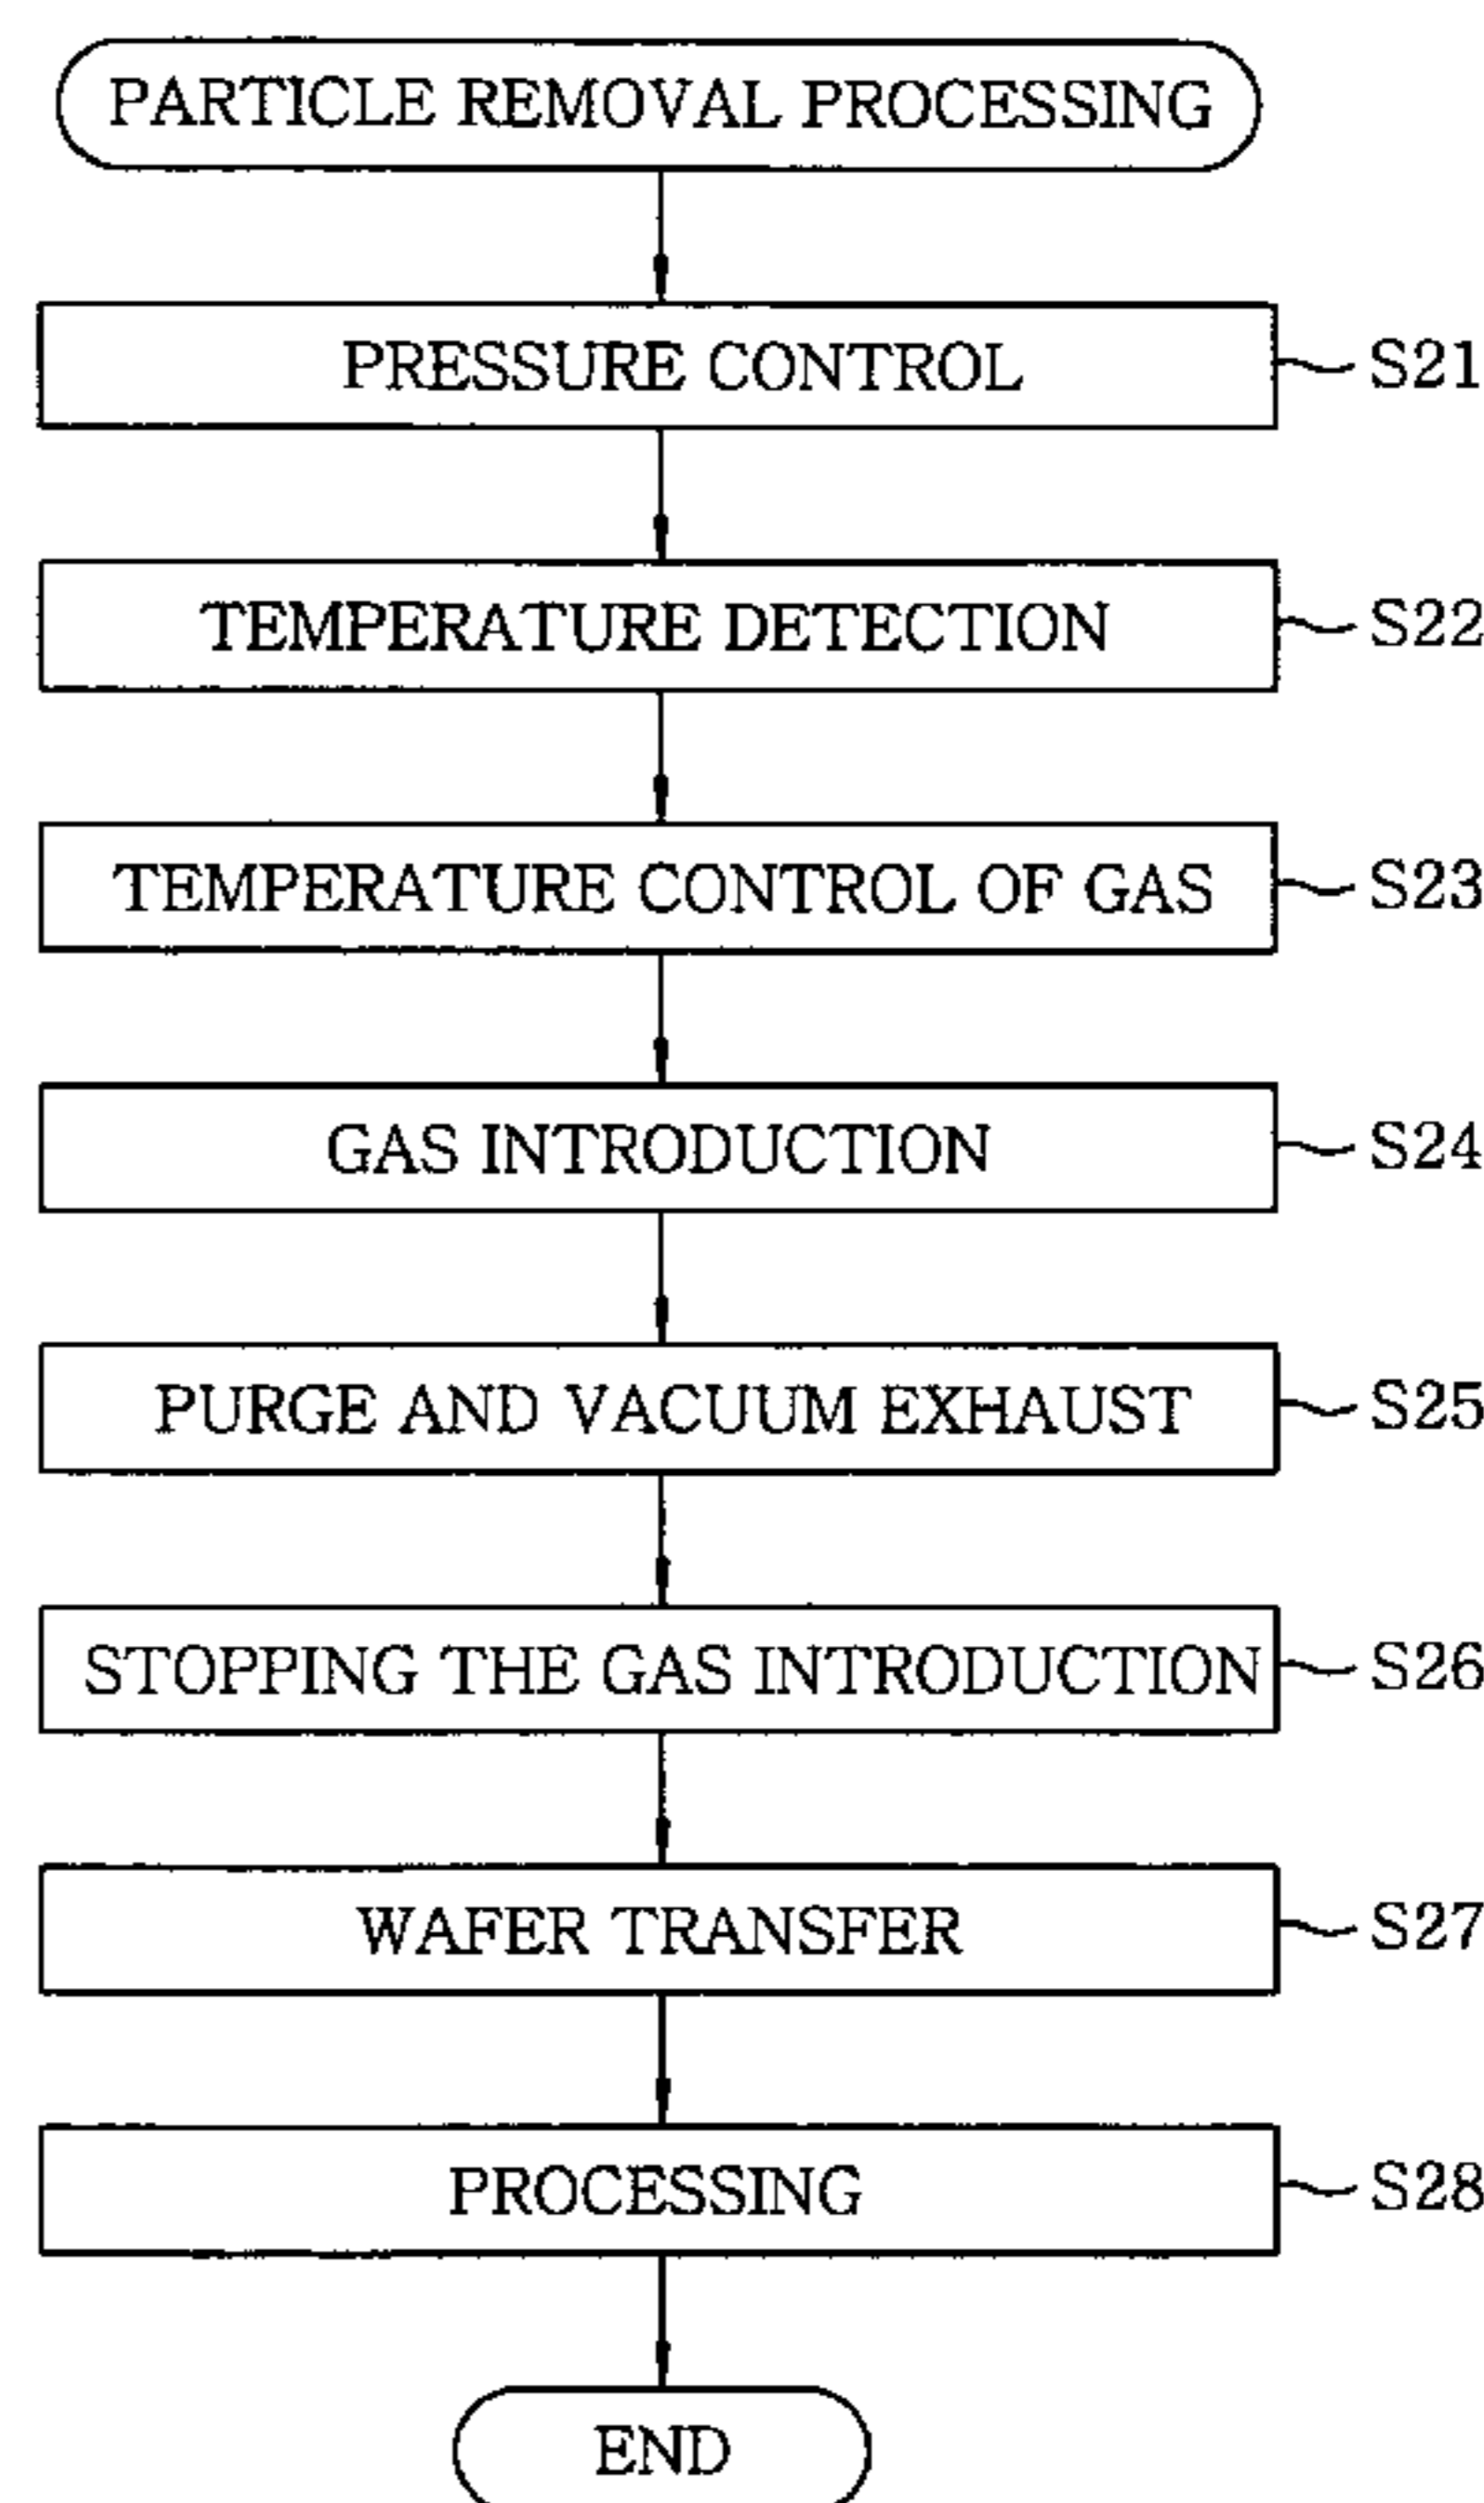 PARTICLE REMOVAL PROCESSING
PRESSURE CONTROL S21
TEMPERATURE DETECTION S22
TEMPERATURE CONTROL OF GAS S23
GAS INTRODUCTION S24
PURGE AND VACUUM EXHAUST S25
STOPPING THE GAS INTRODUCTION S26
WAFER TRANSFER S27
PROCESSING S28
END